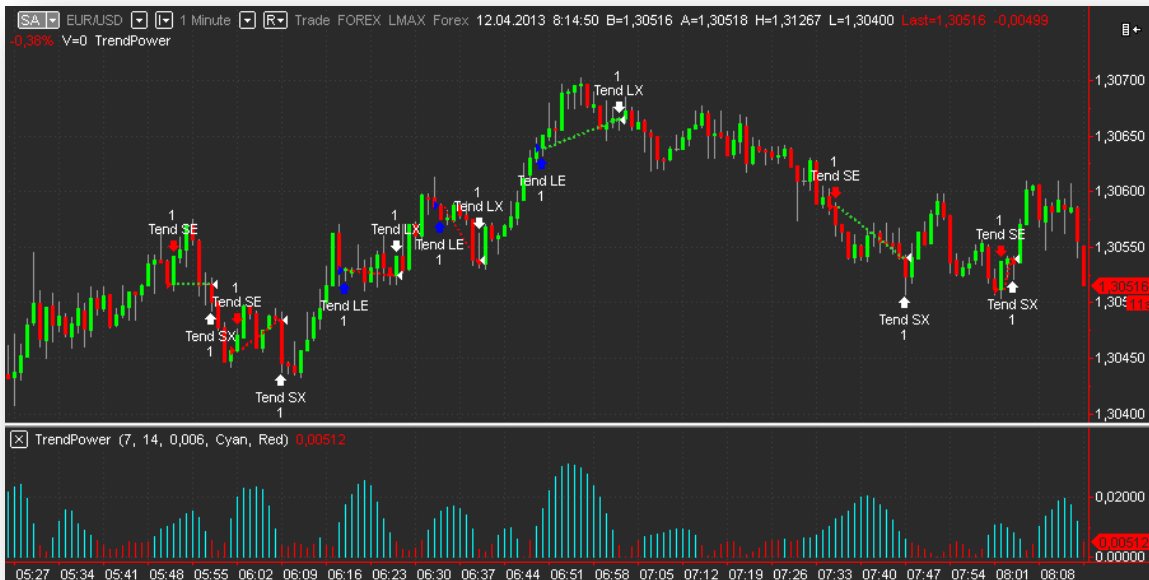 SA EUR/USD I 1 Minute R Trade FOREX LMAX Forex 12.04.2013 8:14:50 B=1,30516 A=1,30518 H=1,31267 L=1,30400 Last=1,30516 -0,00499
-0,38% V=0 TrendPower
1,30700
1
Tend LX
1,30650
Tend LE
1
1
Tend SE
1,30600
1
Tend LX
1
Tend SE
1
Tend LX
Tend LE
1
1
Tend SE
1,30550
1,30516
1
Tend SE
Tend LE
1
Tend SX
1
Tend SX
1
Tend SX
1
1,30450
Tend SX
1
1,30400
TrendPower (7, 14, 0,006, Cyan, Red) 0,00512
0,02000
0,00512
0,00000
05:27 05:34 05:41 05:48 05:55 06:02 06:09 06:16 06:23 06:30 06:37 06:44 06:51 06:58 07:05 07:12 07:19 07:26 07:33 07:40 07:47 07:54 08:01 08:08